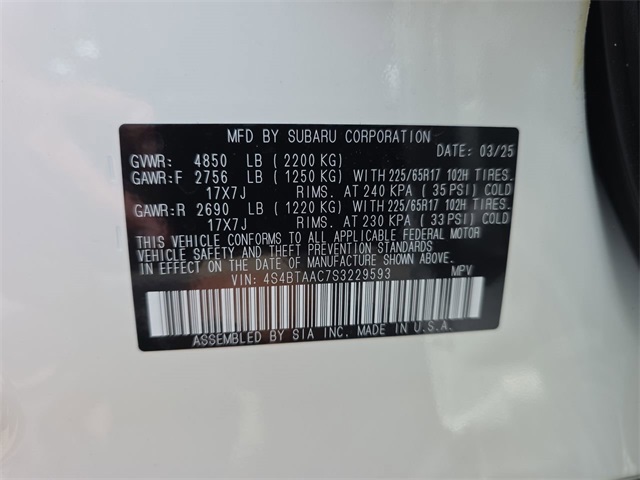 MFD BY SUBARU CORPORATION
DATE: 03/25
GVWR: 4850 LB (2200 KG)
GAWR:F 2756 LB (1250 KG) WITH 225/65R17 102H TIRES.
17X7J RIMS. AT 240 KPA (35 PSI) COLD
GAWR:R 2690 LB (1220 KG) WITH 225/65R17 102H TIRES.
17X7J RIMS. AT 230 KPA (33 PSI) COLD
THIS VEHICLE CONFORMS TO ALL APPLICABLE FEDERAL MOTOR
VEHICLE SAFETY AND THEFT PREVENTION STANDARDS
IN EFFECT ON THE DATE OF MANUFACTURE SHOWN ABOVE.
VIN: 4S4BTAAC7S3229593 MPV
ASSEMBLED BY SIA INC. MADE IN U.S.A.